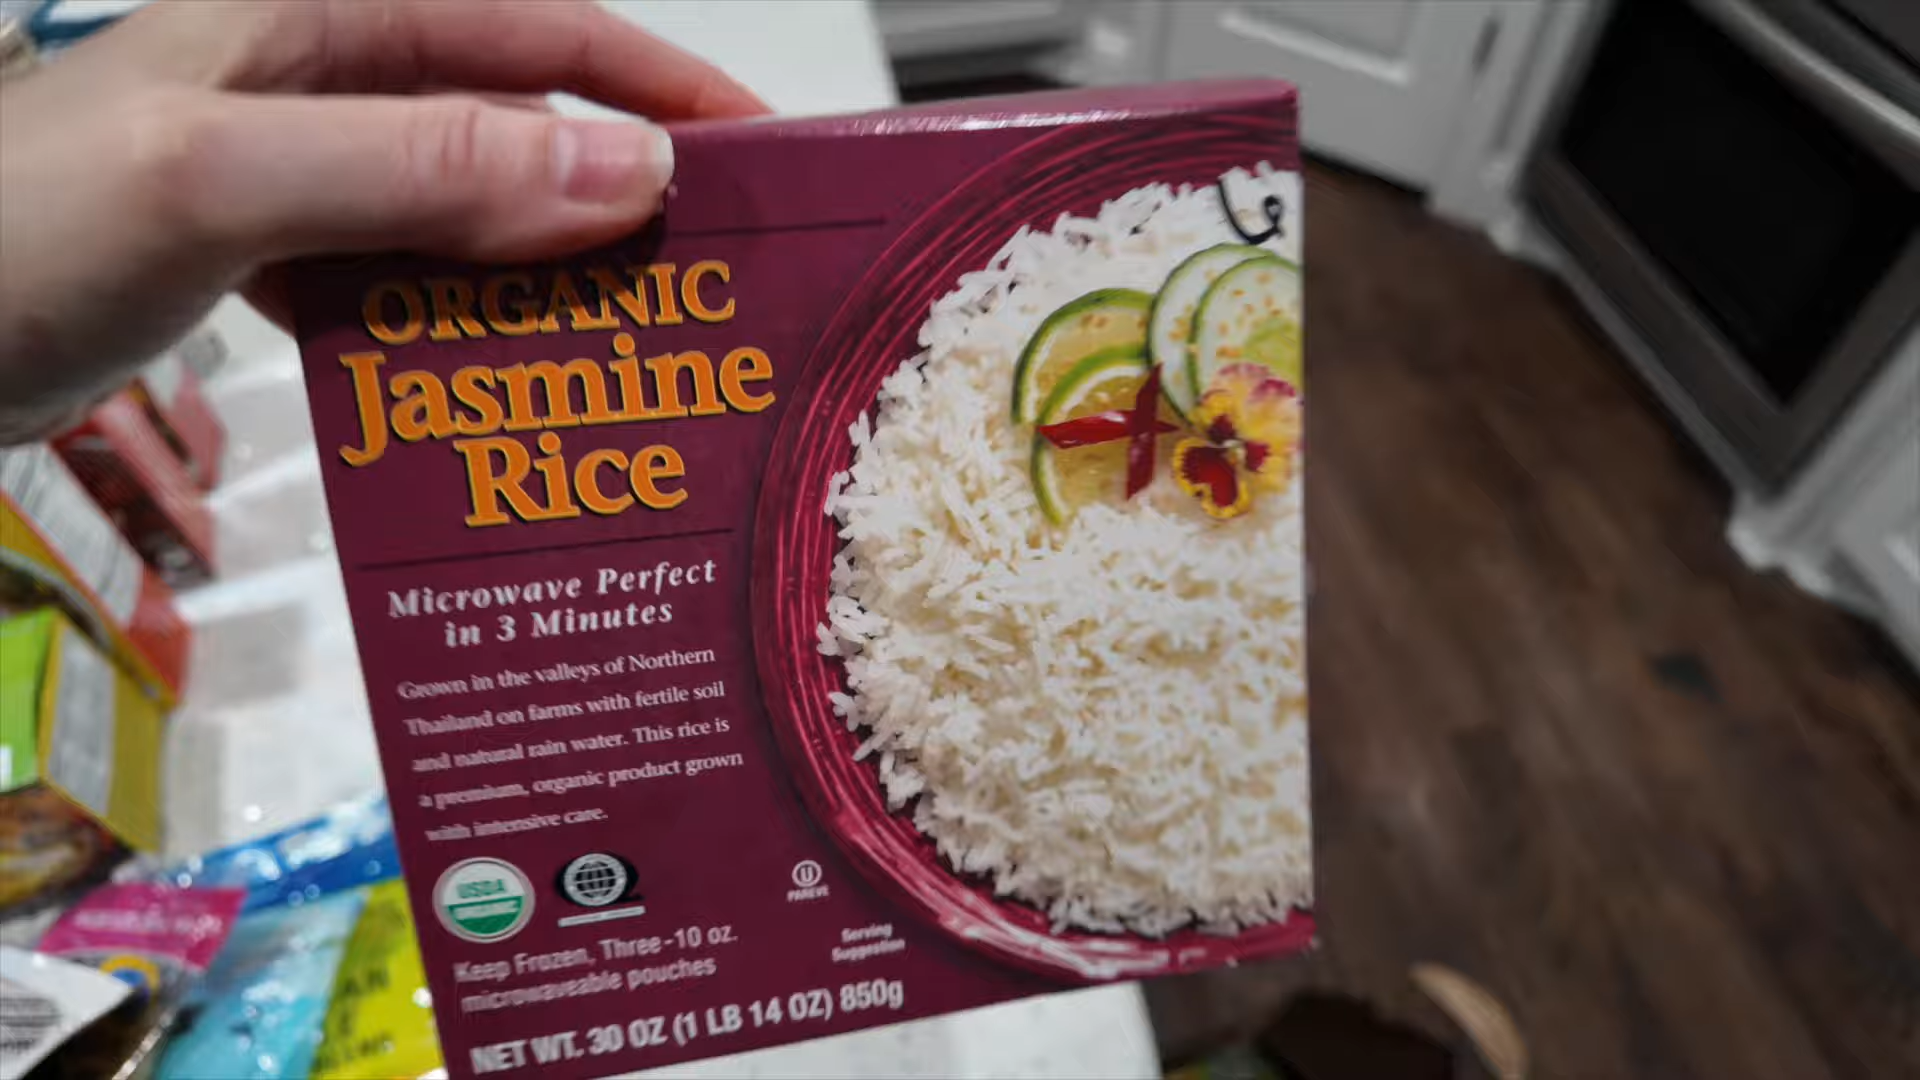 ORGANIC
Jasmine
Rice
Microwave Perfect
in 3 Minutes
Grown in the valleys of Northern
Thailand on farms with fertile soil
and natural rain water. This rice is
a premium, organic product grown
with intensive care.
USDA
ORGANIC
U
PAREVE
Serving
Suggestion
Keep Frozen, Three-10 oz.
microwaveable pouches
NET WT. 30 OZ (1 LB 14 OZ) 850g